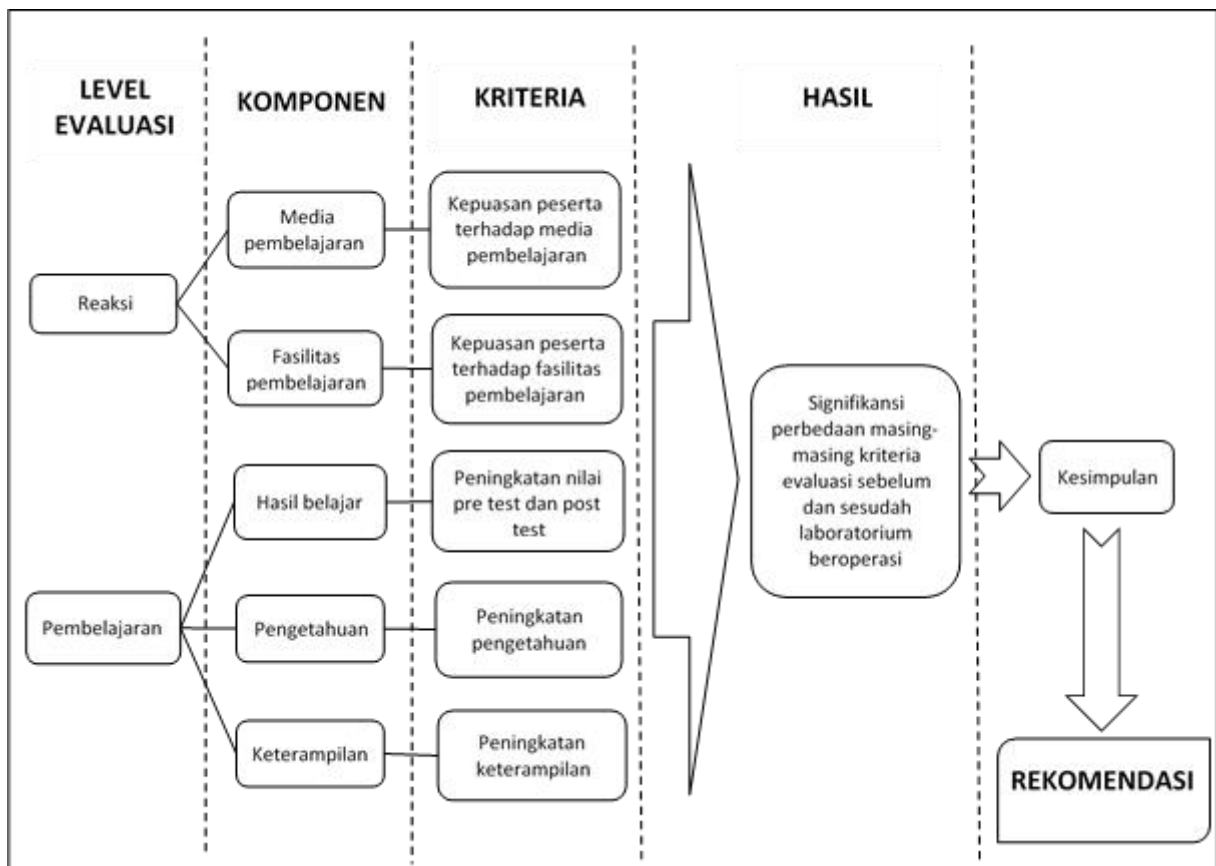 LEVEL
EVALUASI
KOMPONEN
KRITERIA
HASIL
Reaksi
Media
pembelajaran
Kepuasan peserta
terhadap media
pembelajaran
Fasilitas
pembelajaran
Kepuasan peserta
terhadap fasilitas
pembelajaran
Pembelajaran
Hasil belajar
Peningkatan nilai
pre test dan post
test
Pengetahuan
Peningkatan
pengetahuan
Keterampilan
Peningkatan
keterampilan
Signifikansi
perbedaan masing-
masing kriteria
evaluasi sebelum
dan sesudah
laboratorium
beroperasi
Kesimpulan
REKOMENDASI